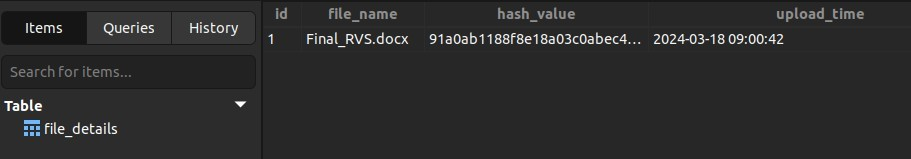 Items Queries History
Search for items...
Table
file_details
id file_name hash_value upload_time
1 Final_RVS.docx 91a0ab1188f8e18a03c0abec4... 2024-03-18 09:00:42